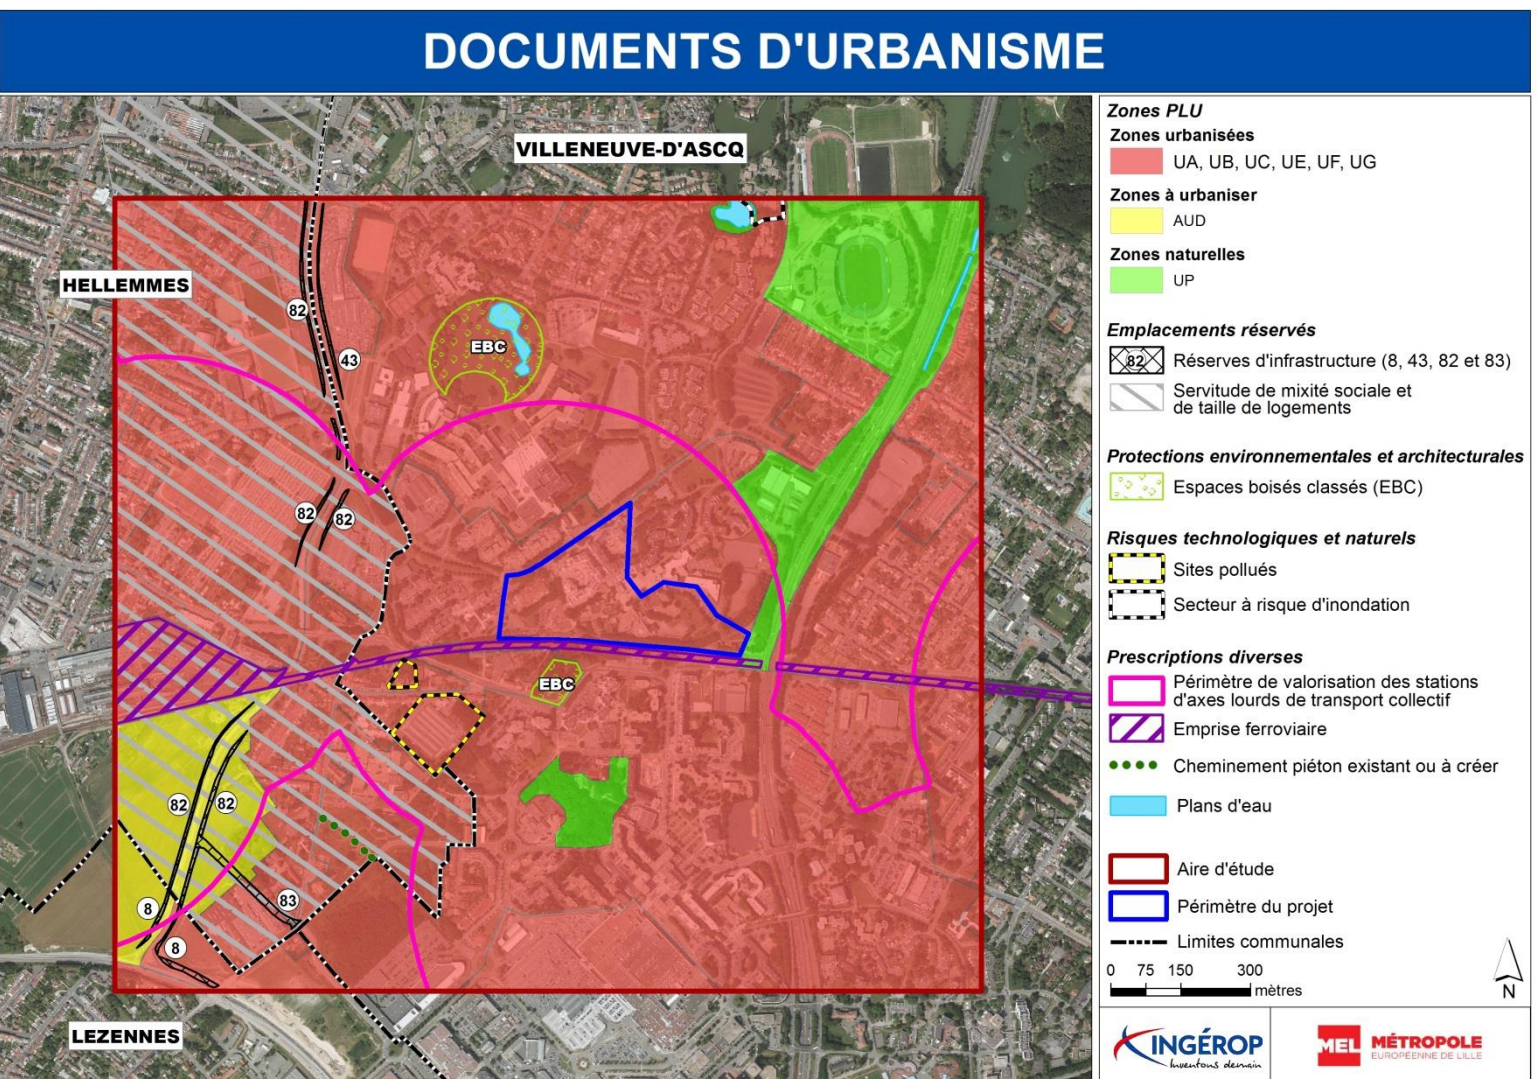 DOCUMENTS D'URBANISME
VILLENEUVE-D'ASCQ
HELLEMMES
82
43
EBC
82
82
EBC
82
82
83
8
8
LEZENNES
Zones PLU
Zones urbanisées
UA, UB, UC, UE, UF, UG
Zones à urbaniser
AUD
Zones naturelles
UP
Emplacements réservés
82
Réserves d'infrastructure (8, 43, 82 et 83)
Servitude de mixité sociale et
de taille de logements
Protections environnementales et architecturales
Espaces boisés classés (EBC)
Risques technologiques et naturels
Sites pollués
Secteur à risque d'inondation
Prescriptions diverses
Périmètre de valorisation des stations
d'axes lourds de transport collectif
Emprise ferroviaire
Cheminement piéton existant ou à créer
Plans d'eau
Aire d'étude
Périmètre du projet
Limites communales
0 75 150 300
mètres
N
INGÉROP
Inventons demain
MEL MÉTROPOLE
EUROPÉENNE DE LILLE